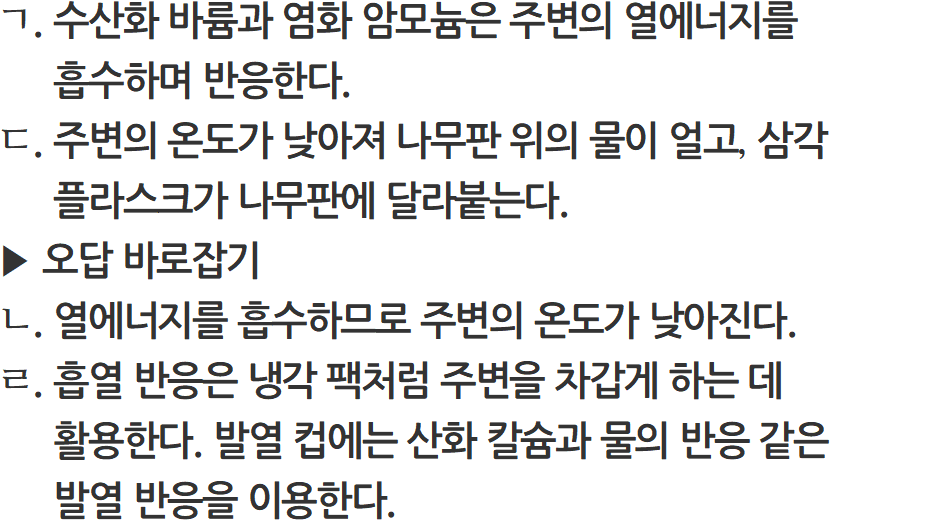 ㄱ. 수산화 바륨과 염화 암모늄은 주변의 열에너지를
흡수하며 반응한다.
ㄷ. 주변의 온도가 낮아져 나무판 위의 물이 얼고, 삼각
플라스크가 나무판에 달라붙는다.
▶ 오답 바로잡기
ㄴ. 열에너지를 흡수하므로 주변의 온도가 낮아진다.
ㄹ. 흡열 반응은 냉각 팩처럼 주변을 차갑게 하는 데
활용한다. 발열 컵에는 산화 칼슘과 물의 반응 같은
발열 반응을 이용한다.